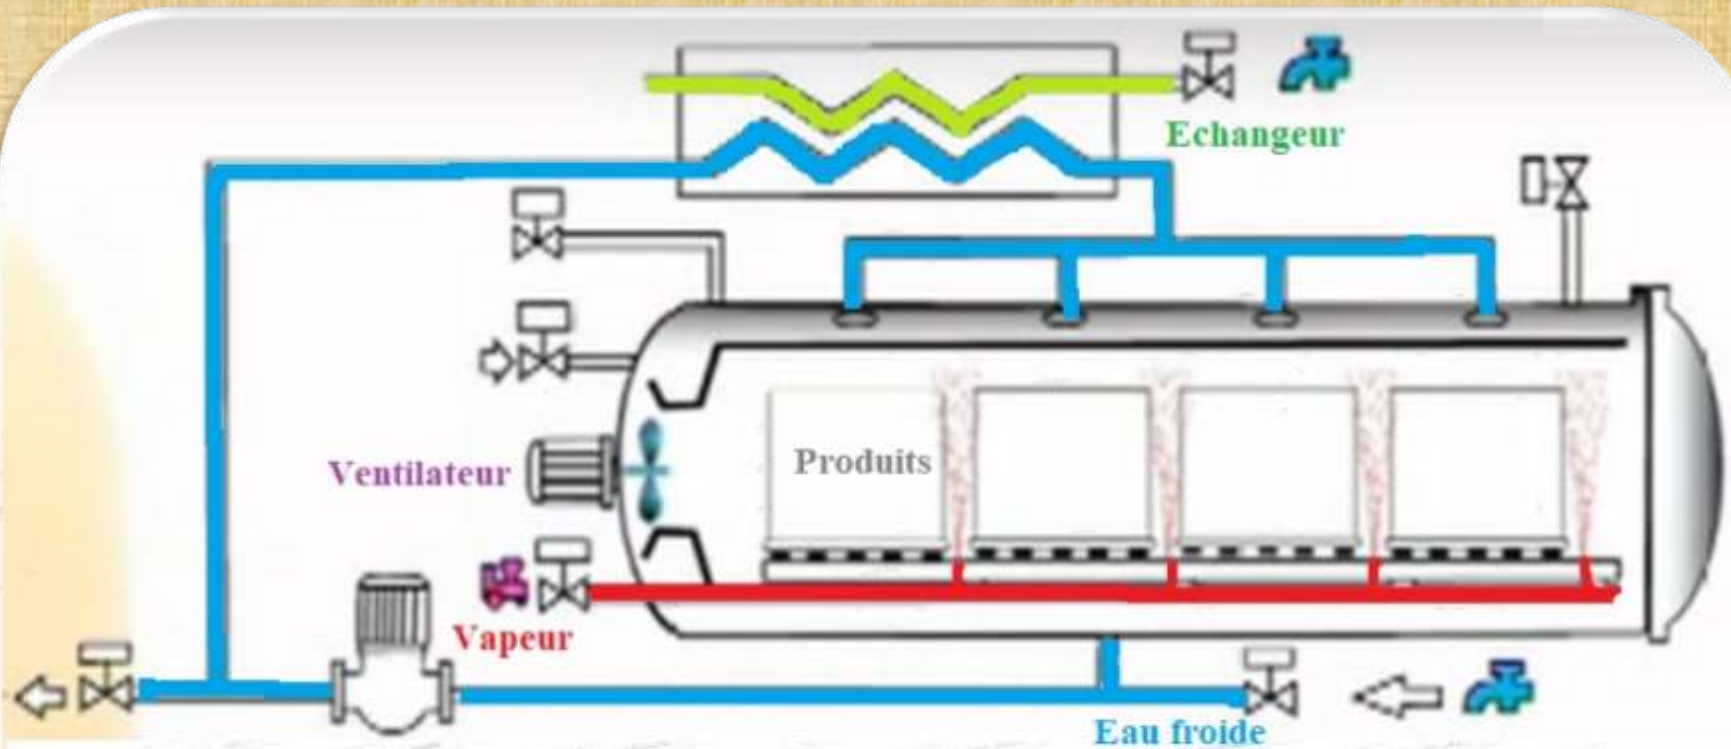 Echangeur
Produits
Ventilateur
Vapeur
Eau froide